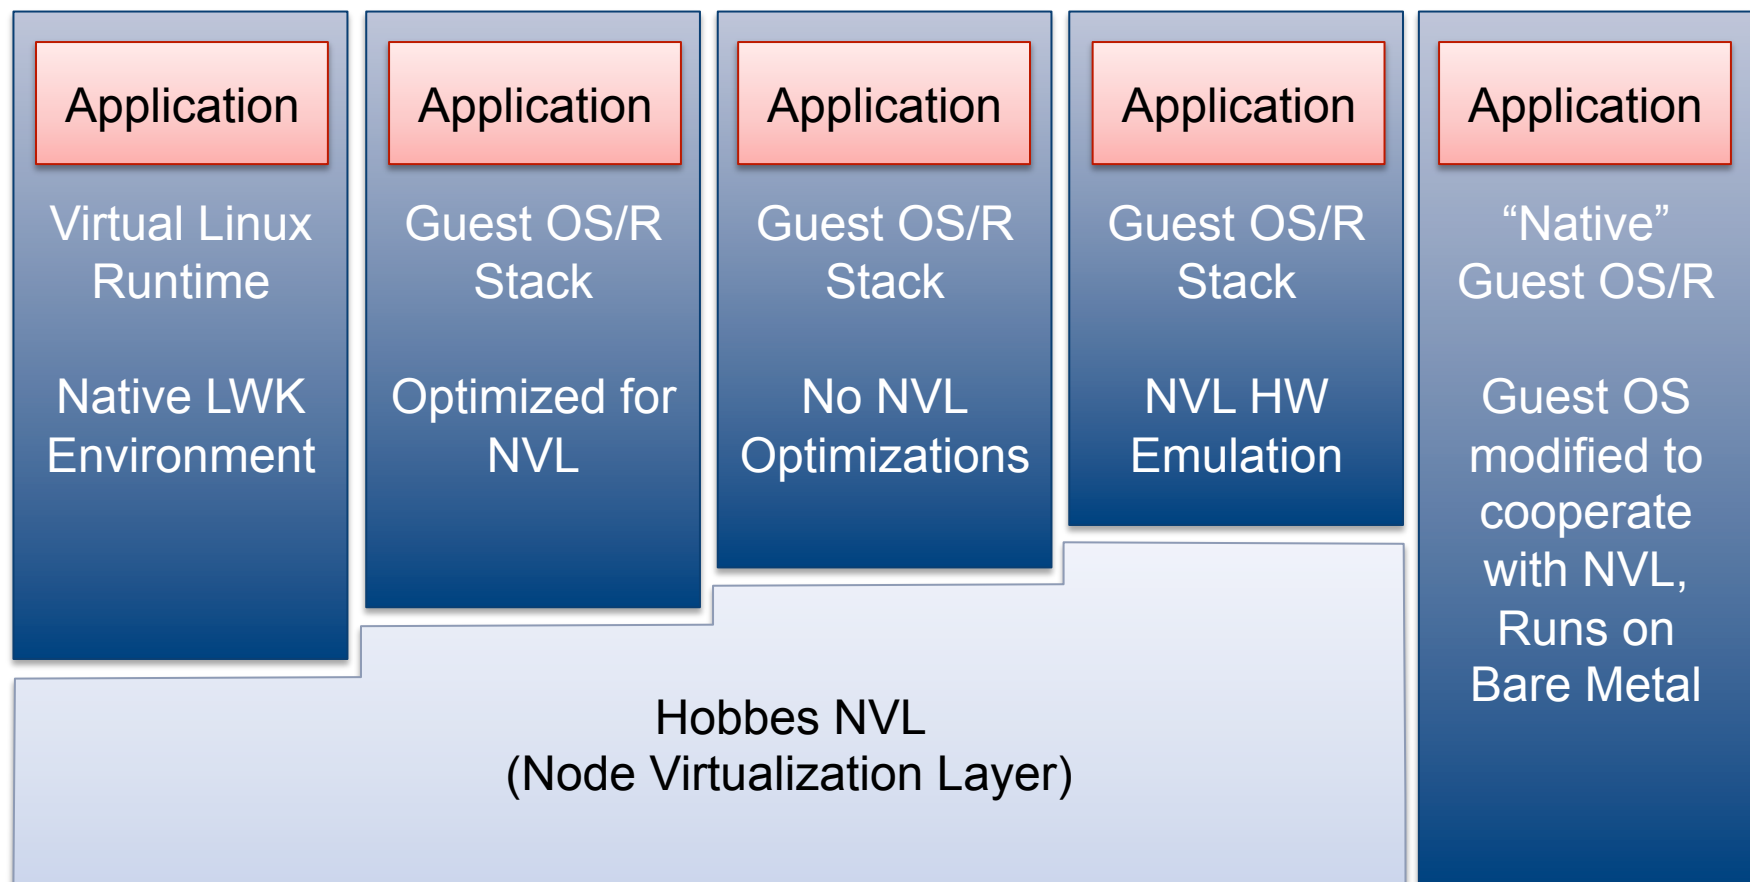 Application
Virtual Linux
Runtime
Native LWK
Environment
Application
Guest OS/R
Stack
Optimized for
NVL
Application
Guest OS/R
Stack
No NVL
Optimizations
Application
Guest OS/R
Stack
NVL HW
Emulation
Application
“Native”
Guest OS/R
Guest OS
modified to
cooperate
with NVL,
Runs on
Bare Metal
Hobbes NVL
(Node Virtualization Layer)